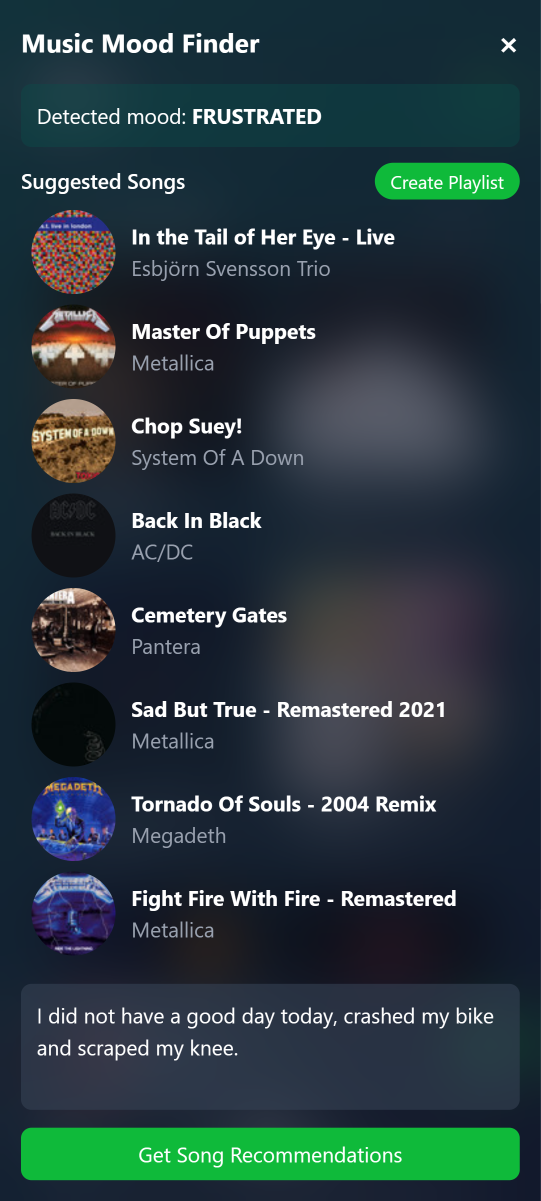 Music Mood Finder ×
Detected mood: FRUSTRATED
Suggested Songs
Create Playlist
.s.t. live in london
In the Tail of Her Eye - Live
Esbjörn Svensson Trio
METALLICA
Master Of Puppets
Metallica
SYSTEM OF A DOWN
Chop Suey!
System Of A Down
AC/DC
BACK IN BLACK
Back In Black
AC/DC
Cemetery Gates
Pantera
Sad But True - Remastered 2021
Metallica
MEGADETH
Tornado Of Souls - 2004 Remix
Megadeth
RIDE THE LIGHTNING
Fight Fire With Fire - Remastered
Metallica
I did not have a good day today, crashed my bike
and scraped my knee.
Get Song Recommendations